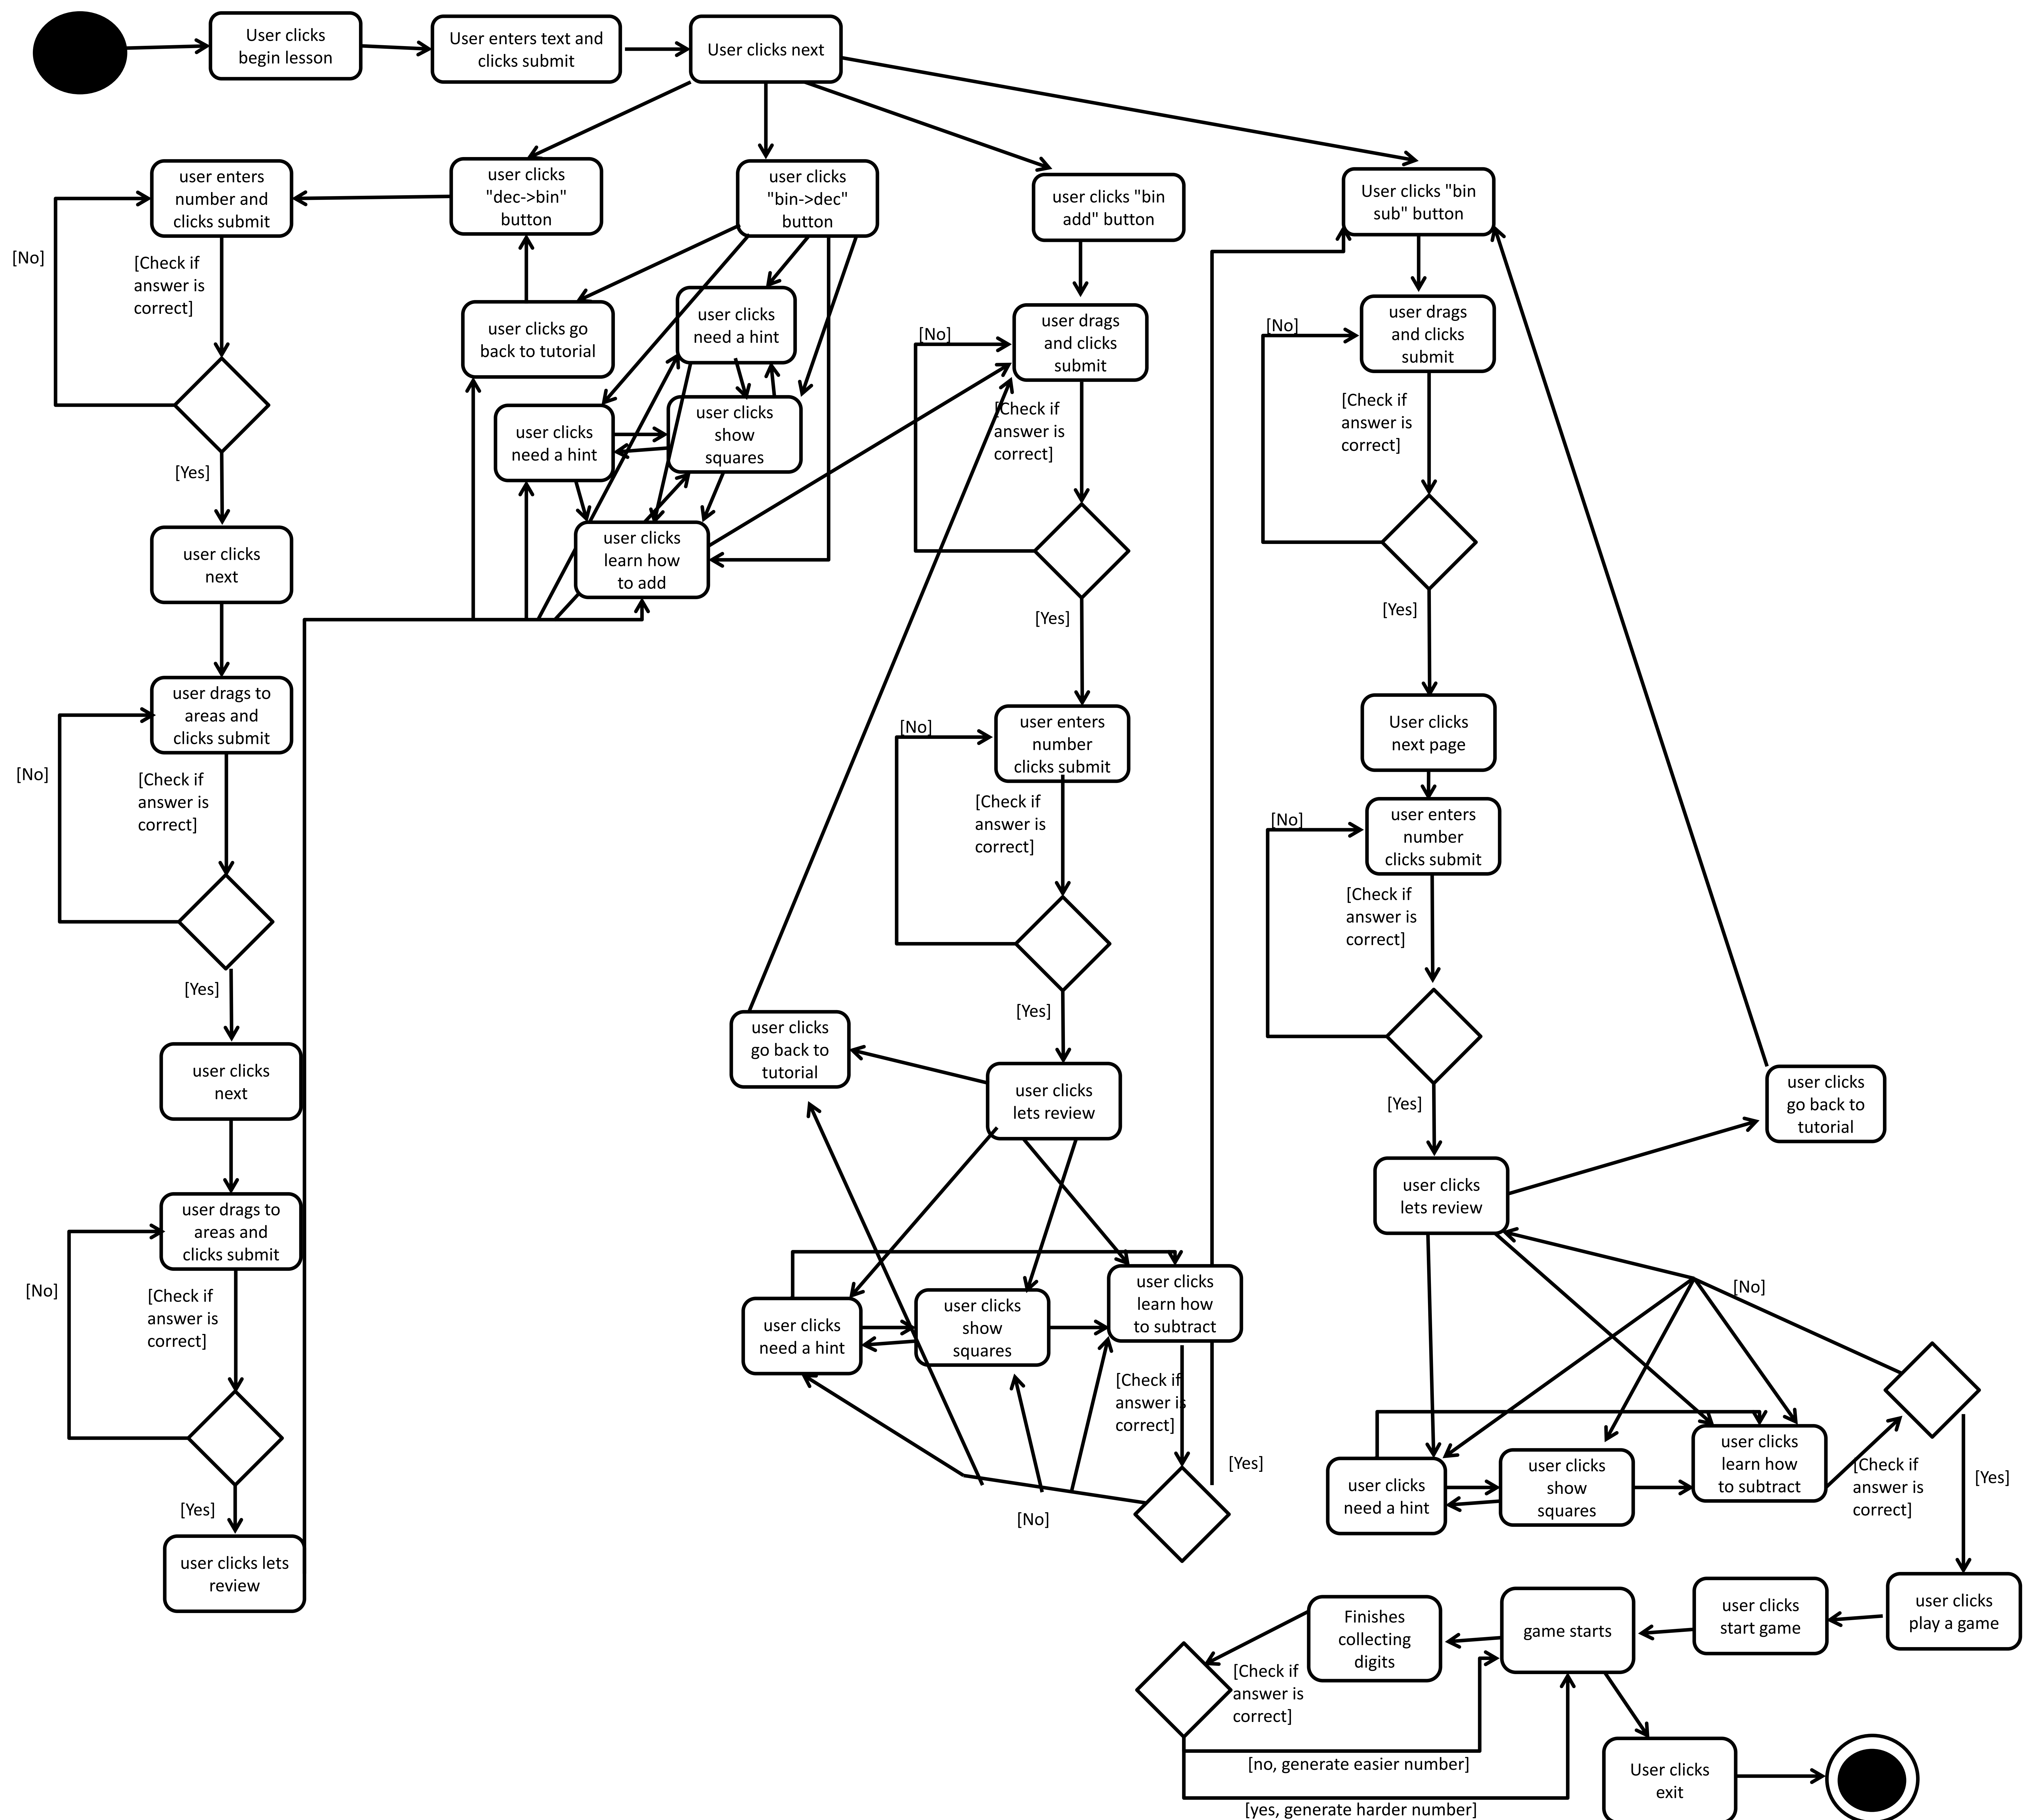 User clicks
begin lesson
User enters text and
clicks submit
User clicks next
user enters
number and
clicks submit
user clicks
"dec->bin"
button
user clicks
"bin->dec"
button
user clicks "bin
add" button
User clicks "bin
sub" button
[No]
[Check if
answer is
correct]
[Yes]
user clicks
next
user drags to
areas and
clicks submit
[No]
[Check if
answer is
correct]
[Yes]
user clicks
next
user drags to
areas and
clicks submit
[No]
[Check if
answer is
correct]
[Yes]
user clicks lets
review
user clicks go
back to tutorial
user clicks
need a hint
user clicks
need a hint
user clicks
show
squares
user clicks
learn how
to add
user drags
and clicks
submit
[No]
[Check if
answer is
correct]
[Yes]
user enters
number
clicks submit
[No]
[Check if
answer is
correct]
[Yes]
user clicks
go back to
tutorial
user clicks
lets review
user clicks
need a hint
user clicks
show
squares
user clicks
learn how
to subtract
[Check if
answer is
correct]
[Yes]
[No]
user drags
and clicks
submit
[No]
[Check if
answer is
correct]
[Yes]
User clicks
next page
user enters
number
clicks submit
[No]
[Check if
answer is
correct]
[Yes]
user clicks
go back to
tutorial
user clicks
lets review
[No]
user clicks
need a hint
user clicks
show
squares
user clicks
learn how
to subtract
[Check if
answer is
correct]
[Yes]
user clicks
play a game
user clicks
start game
game starts
Finishes
collecting
digits
[Check if
answer is
correct]
[no, generate easier number]
[yes, generate harder number]
User clicks
exit